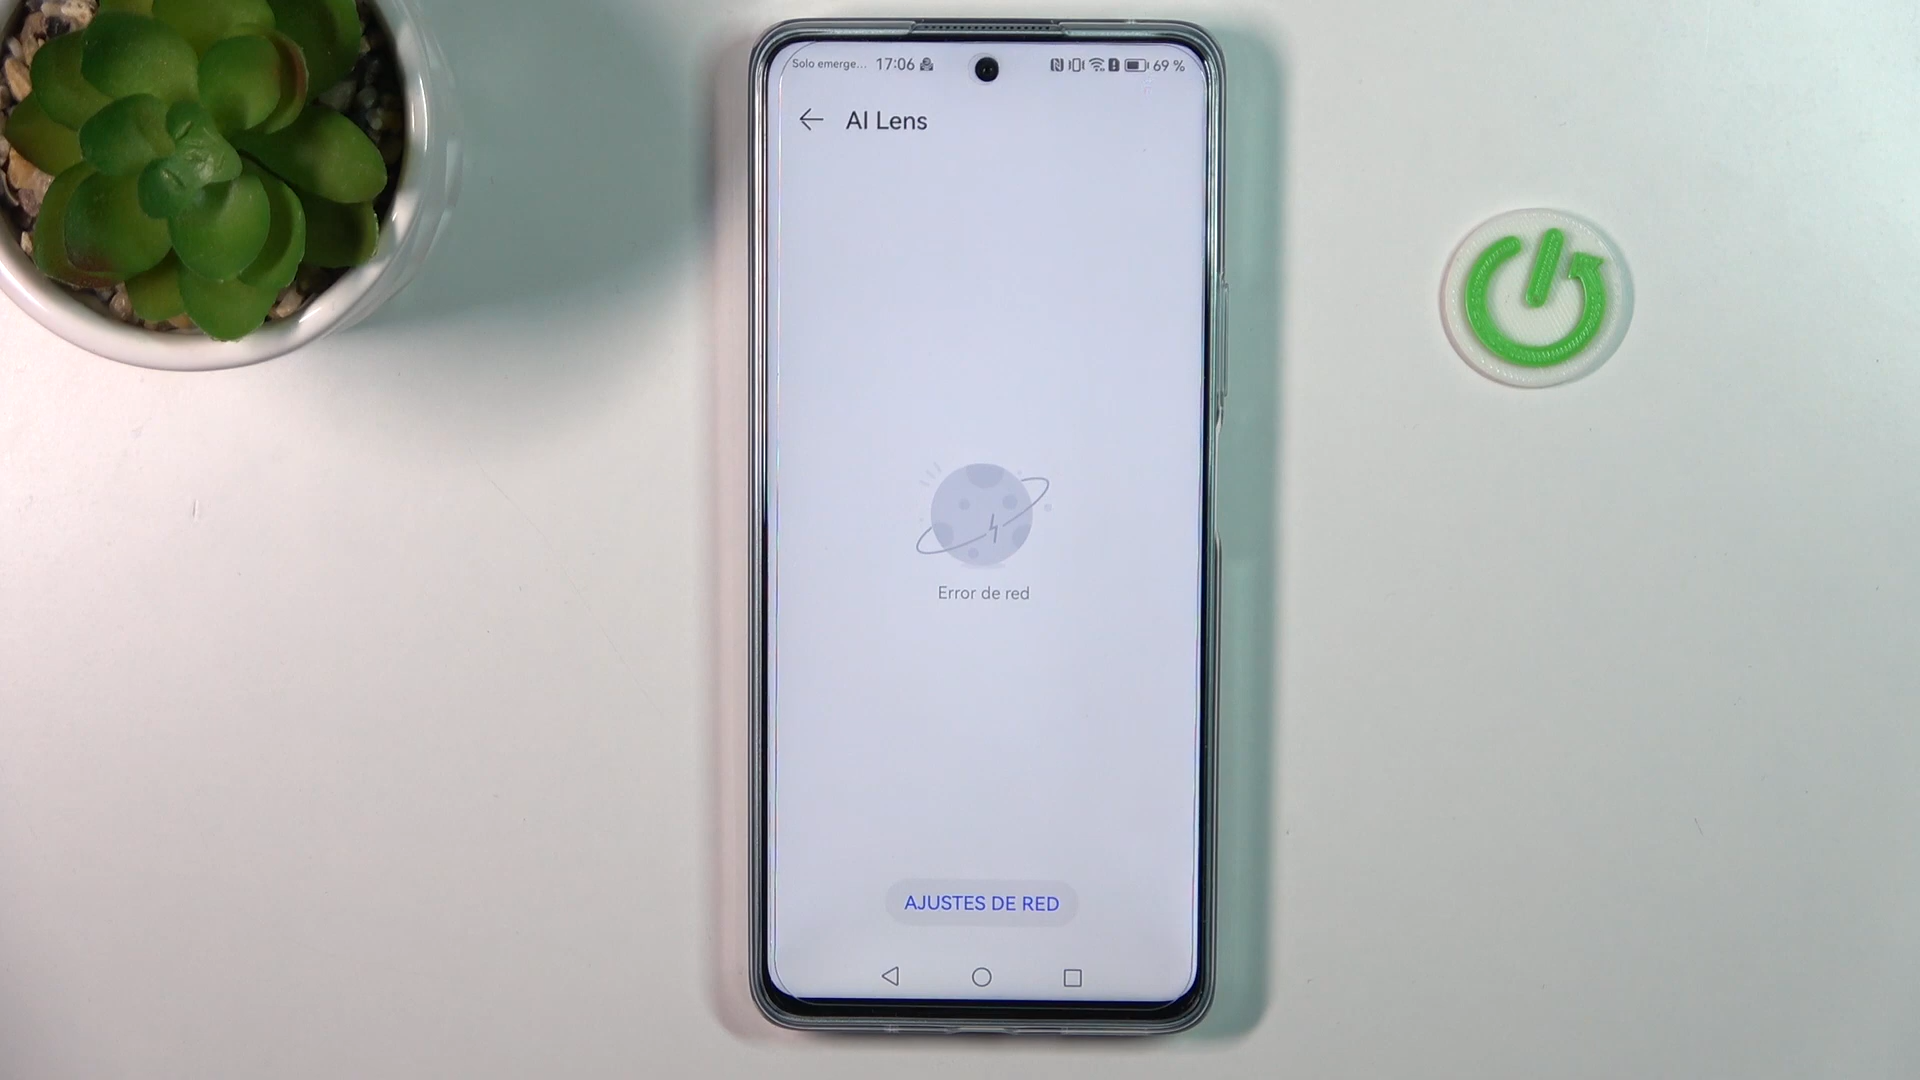 Solo emerge... 17:06 69 %
AI Lens
Error de red
AJUSTES DE RED